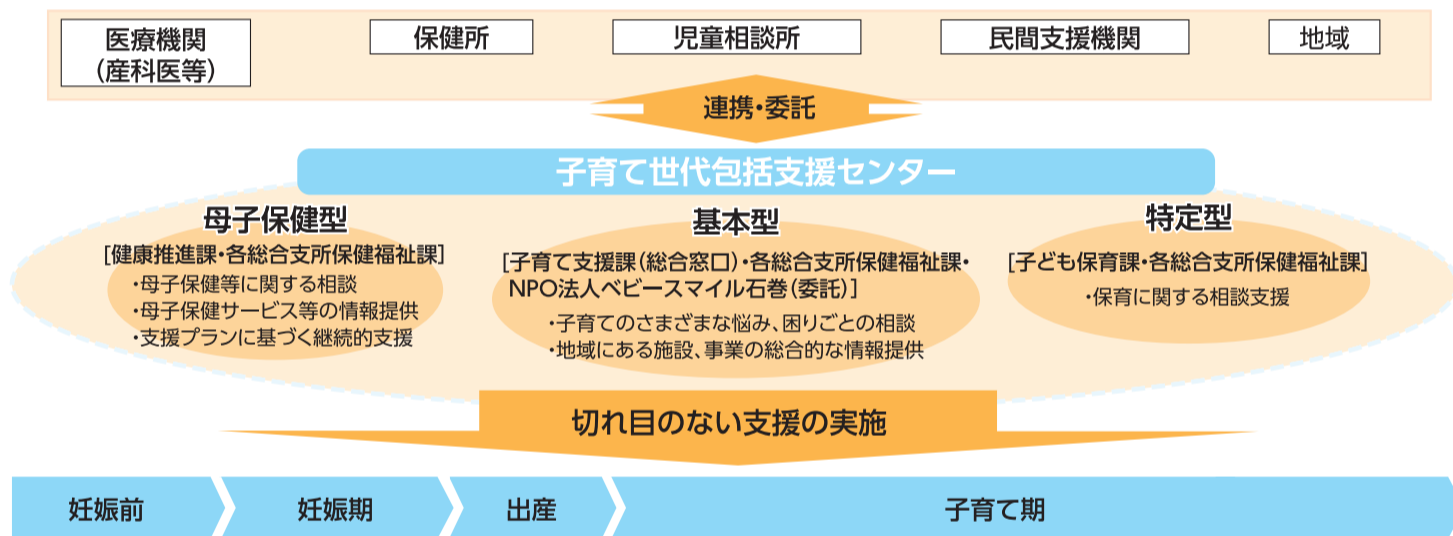 医療機関
(産科医等)
保健所
児童相談所
民間支援機関
地域
連携・委託
子育て世代包括支援センター
母子保健型
[健康推進課・各総合支所保健福祉課]
・母子保健等に関する相談
・母子保健サービス等の情報提供
・支援プランに基づく継続的支援
基本型
[子育て支援課(総合窓口)・各総合支所保健福祉課・
NPO法人ベビースマイル石巻(委託)]
・子育てのさまざまな悩み、困りごとの相談
・地域にある施設、事業の総合的な情報提供
特定型
[子ども保育課・各総合支所保健福祉課]
・保育に関する相談支援
切れ目のない支援の実施
妊娠前
妊娠期
出産
子育て期